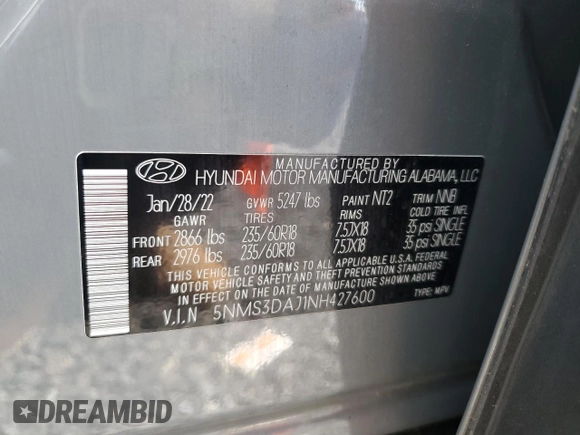 MANUFACTURED BY
HYUNDAI MOTOR MANUFACTURING ALABAMA, LLC
Jan/28/22 GVWR 5247 lbs PAINT NT2 TRIM NNB
GAWR TIRES RIMS COLD TIRE INFL
FRONT 2866 lbs 235/60R18 7.5JX18 35 psi SINGLE
REAR 2976 lbs 235/60R18 7.5JX18 35 psi SINGLE
THIS VEHICLE CONFORMS TO ALL APPLICABLE U.S.A. FEDERAL
MOTOR VEHICLE SAFETY AND THEFT PREVENTION STANDARDS
IN EFFECT ON THE DATE OF MANUFACTURE SHOWN ABOVE.
V.I.N 5NMS3DAJ1NH427600 TYPE: MPV
DREAMBID